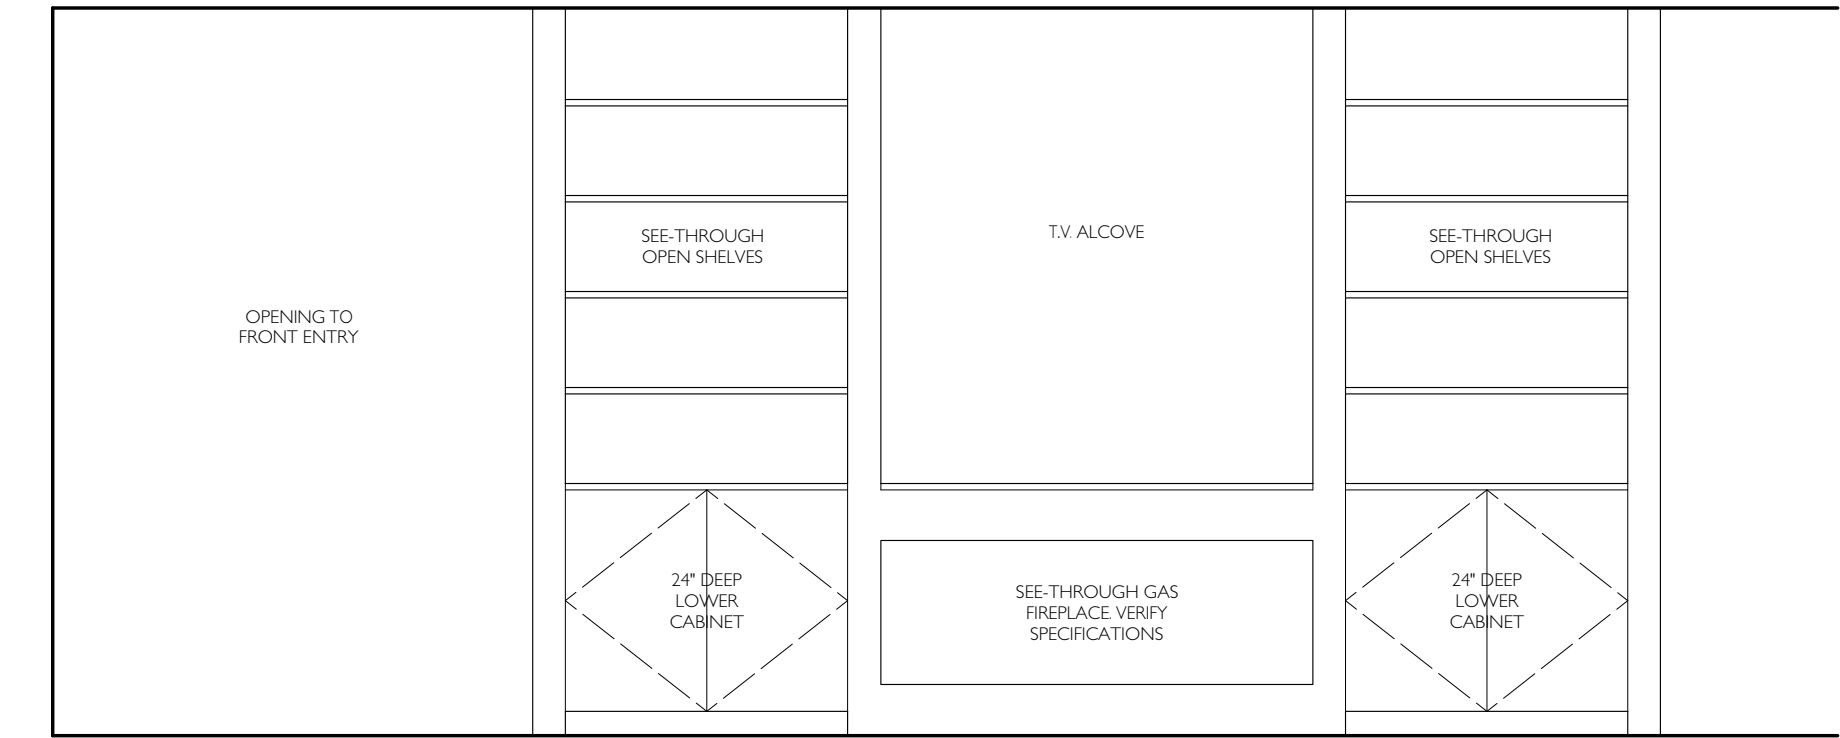 OPENING TO
FRONT ENTRY
SEE-THROUGH
OPEN SHELVES
24" DEEP
LOWER
CABINET
T.V. ALCOVE
SEE-THROUGH GAS
FIREPLACE. VERIFY
SPECIFICATIONS
SEE-THROUGH
OPEN SHELVES
24" DEEP
LOWER
CABINET